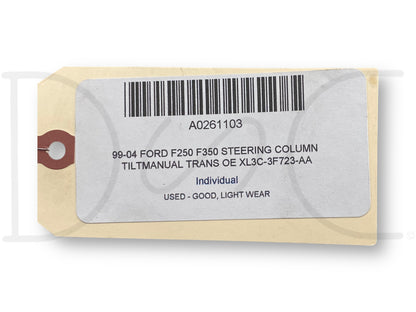 A0261103
99-04 FORD F250 F350 STEERING COLUMN
TILTMANUAL TRANS OE XL3C-3F723-AA
Individual
USED - GOOD, LIGHT WEAR